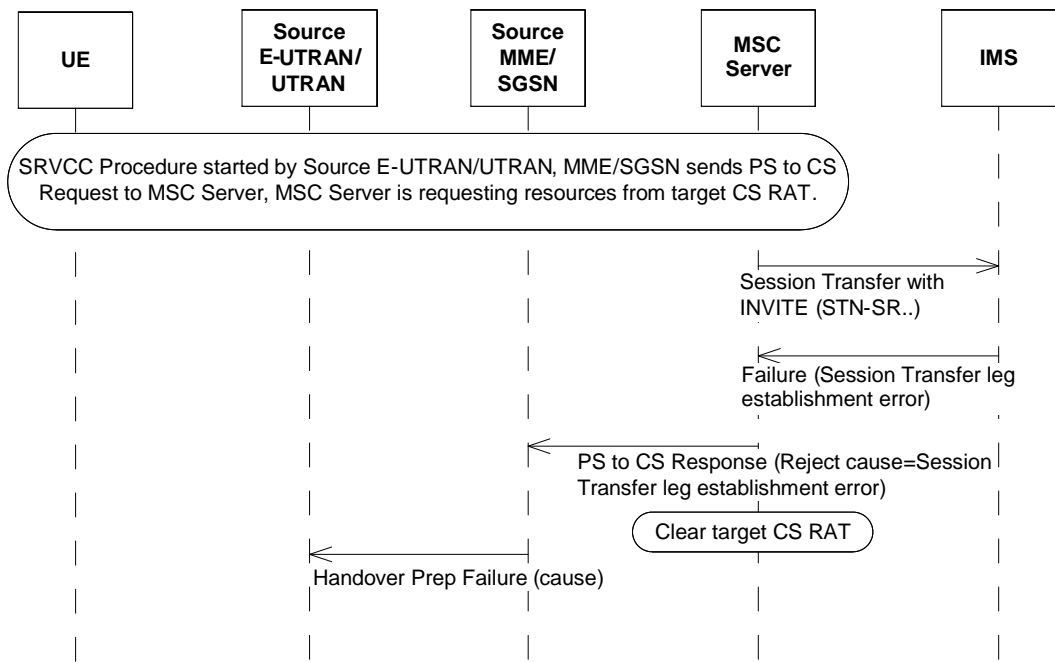 UE
Source
E-UTRAN/
UTRAN
Source
MME/
SGSN
MSC
Server
IMS
SRVCC Procedure started by Source E-UTRAN/UTRAN, MME/SGSN sends PS to CS
Request to MSC Server, MSC Server is requesting resources from target CS RAT.
Session Transfer with
INVITE (STN-SR..)
Failure (Session Transfer leg
establishment error)
PS to CS Response (Reject cause=Session
Transfer leg establishment error)
Clear target CS RAT
Handover Prep Failure (cause)